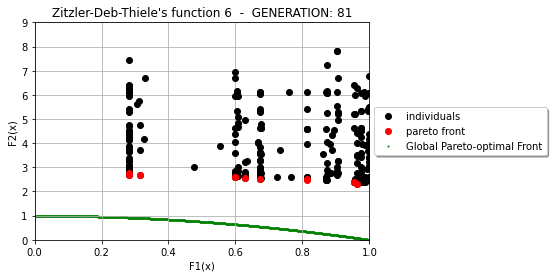 Zitzler-Deb-Thiele's function 6 - GENERATION: 81
9
8
7
6
5
4
3
2
1
0
F2(x)
0.0 0.2 0.4 0.6 0.8 1.0
F1(x)
individuals
pareto front
Global Pareto-optimal Front